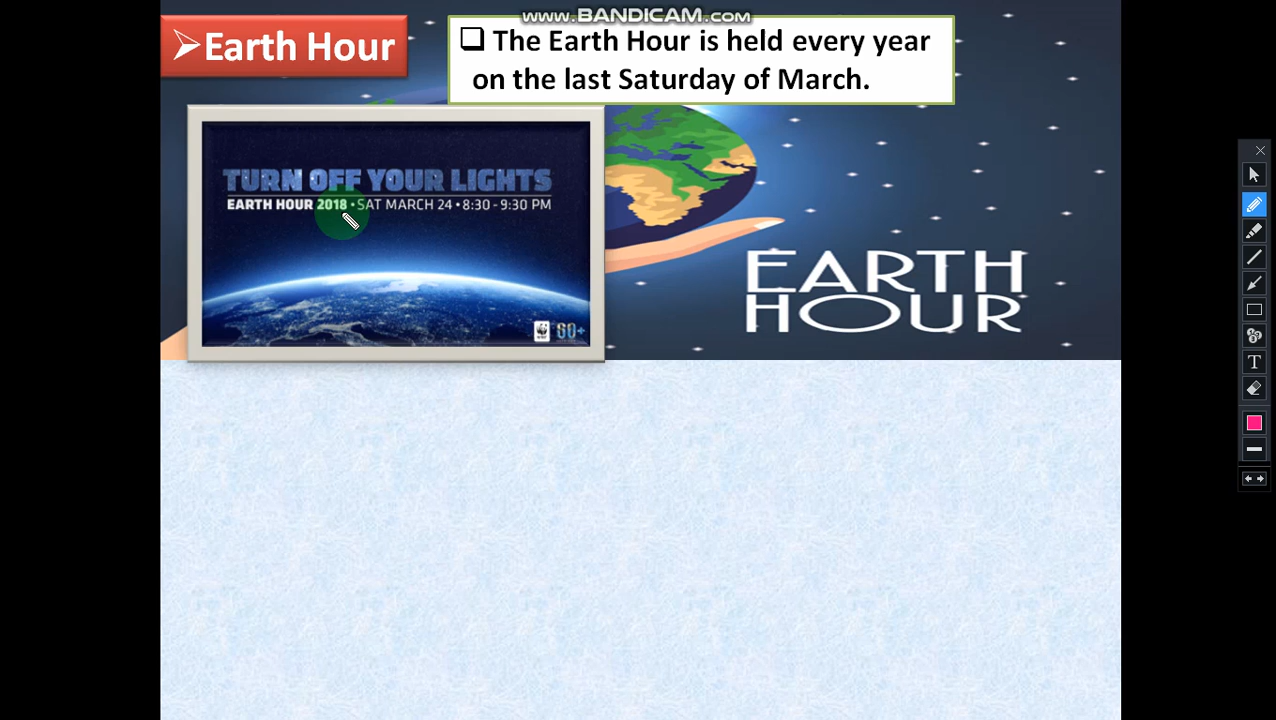 WWW.BANDICAM.COM
Earth Hour
The Earth Hour is held every year
on the last Saturday of March.
TURN OFF YOUR LIGHTS
EARTH HOUR 2018 • SAT MARCH 24 • 8:30 - 9:30 PM
WWF
60+
EARTH
HOUR
T